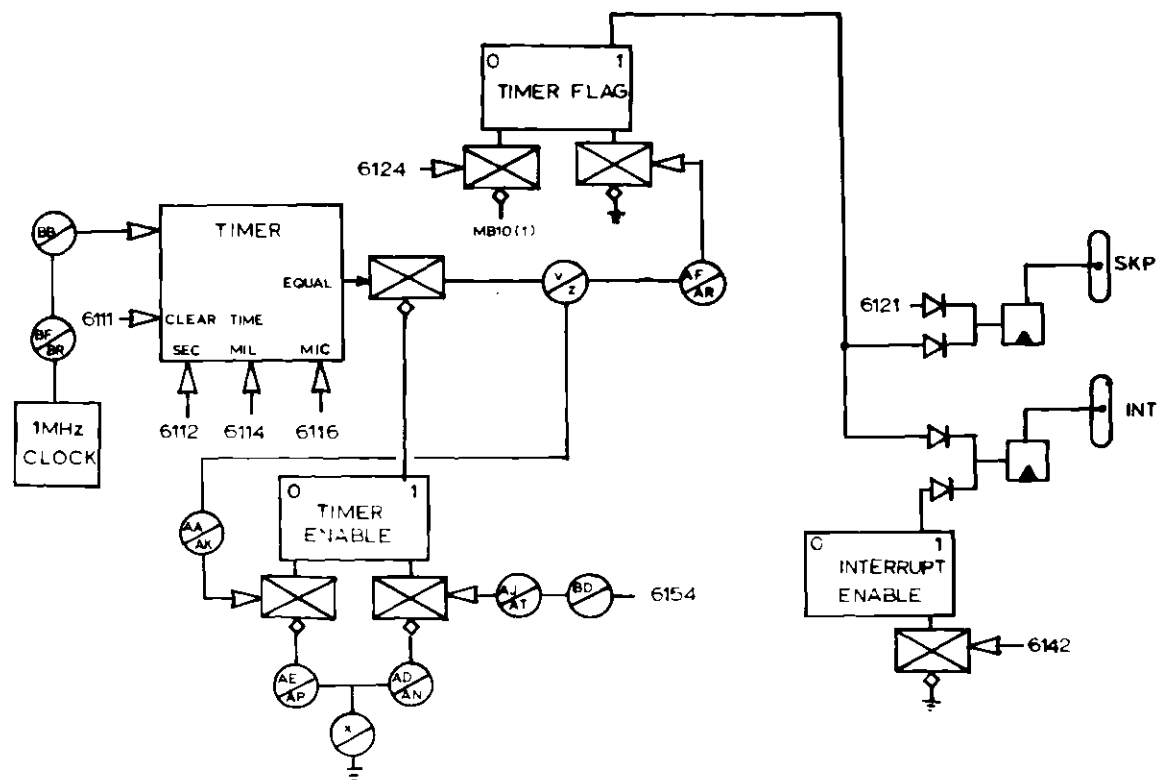 0 1
TIMER FLAG
6124
MB10(1)
BB
TIMER
EQUAL
V
Z
AF
AR
SKP
6121
6111
CLEAR TIME
BF
BR
SEC MIL MIC
1MHz
CLOCK
6112 6114 6116
INT
0 1
TIMER
ENABLE
AA
AK
AJ
AT
BD
6154
0 1
INTERRUPT
ENABLE
6142
AE
AP
AD
AN
X